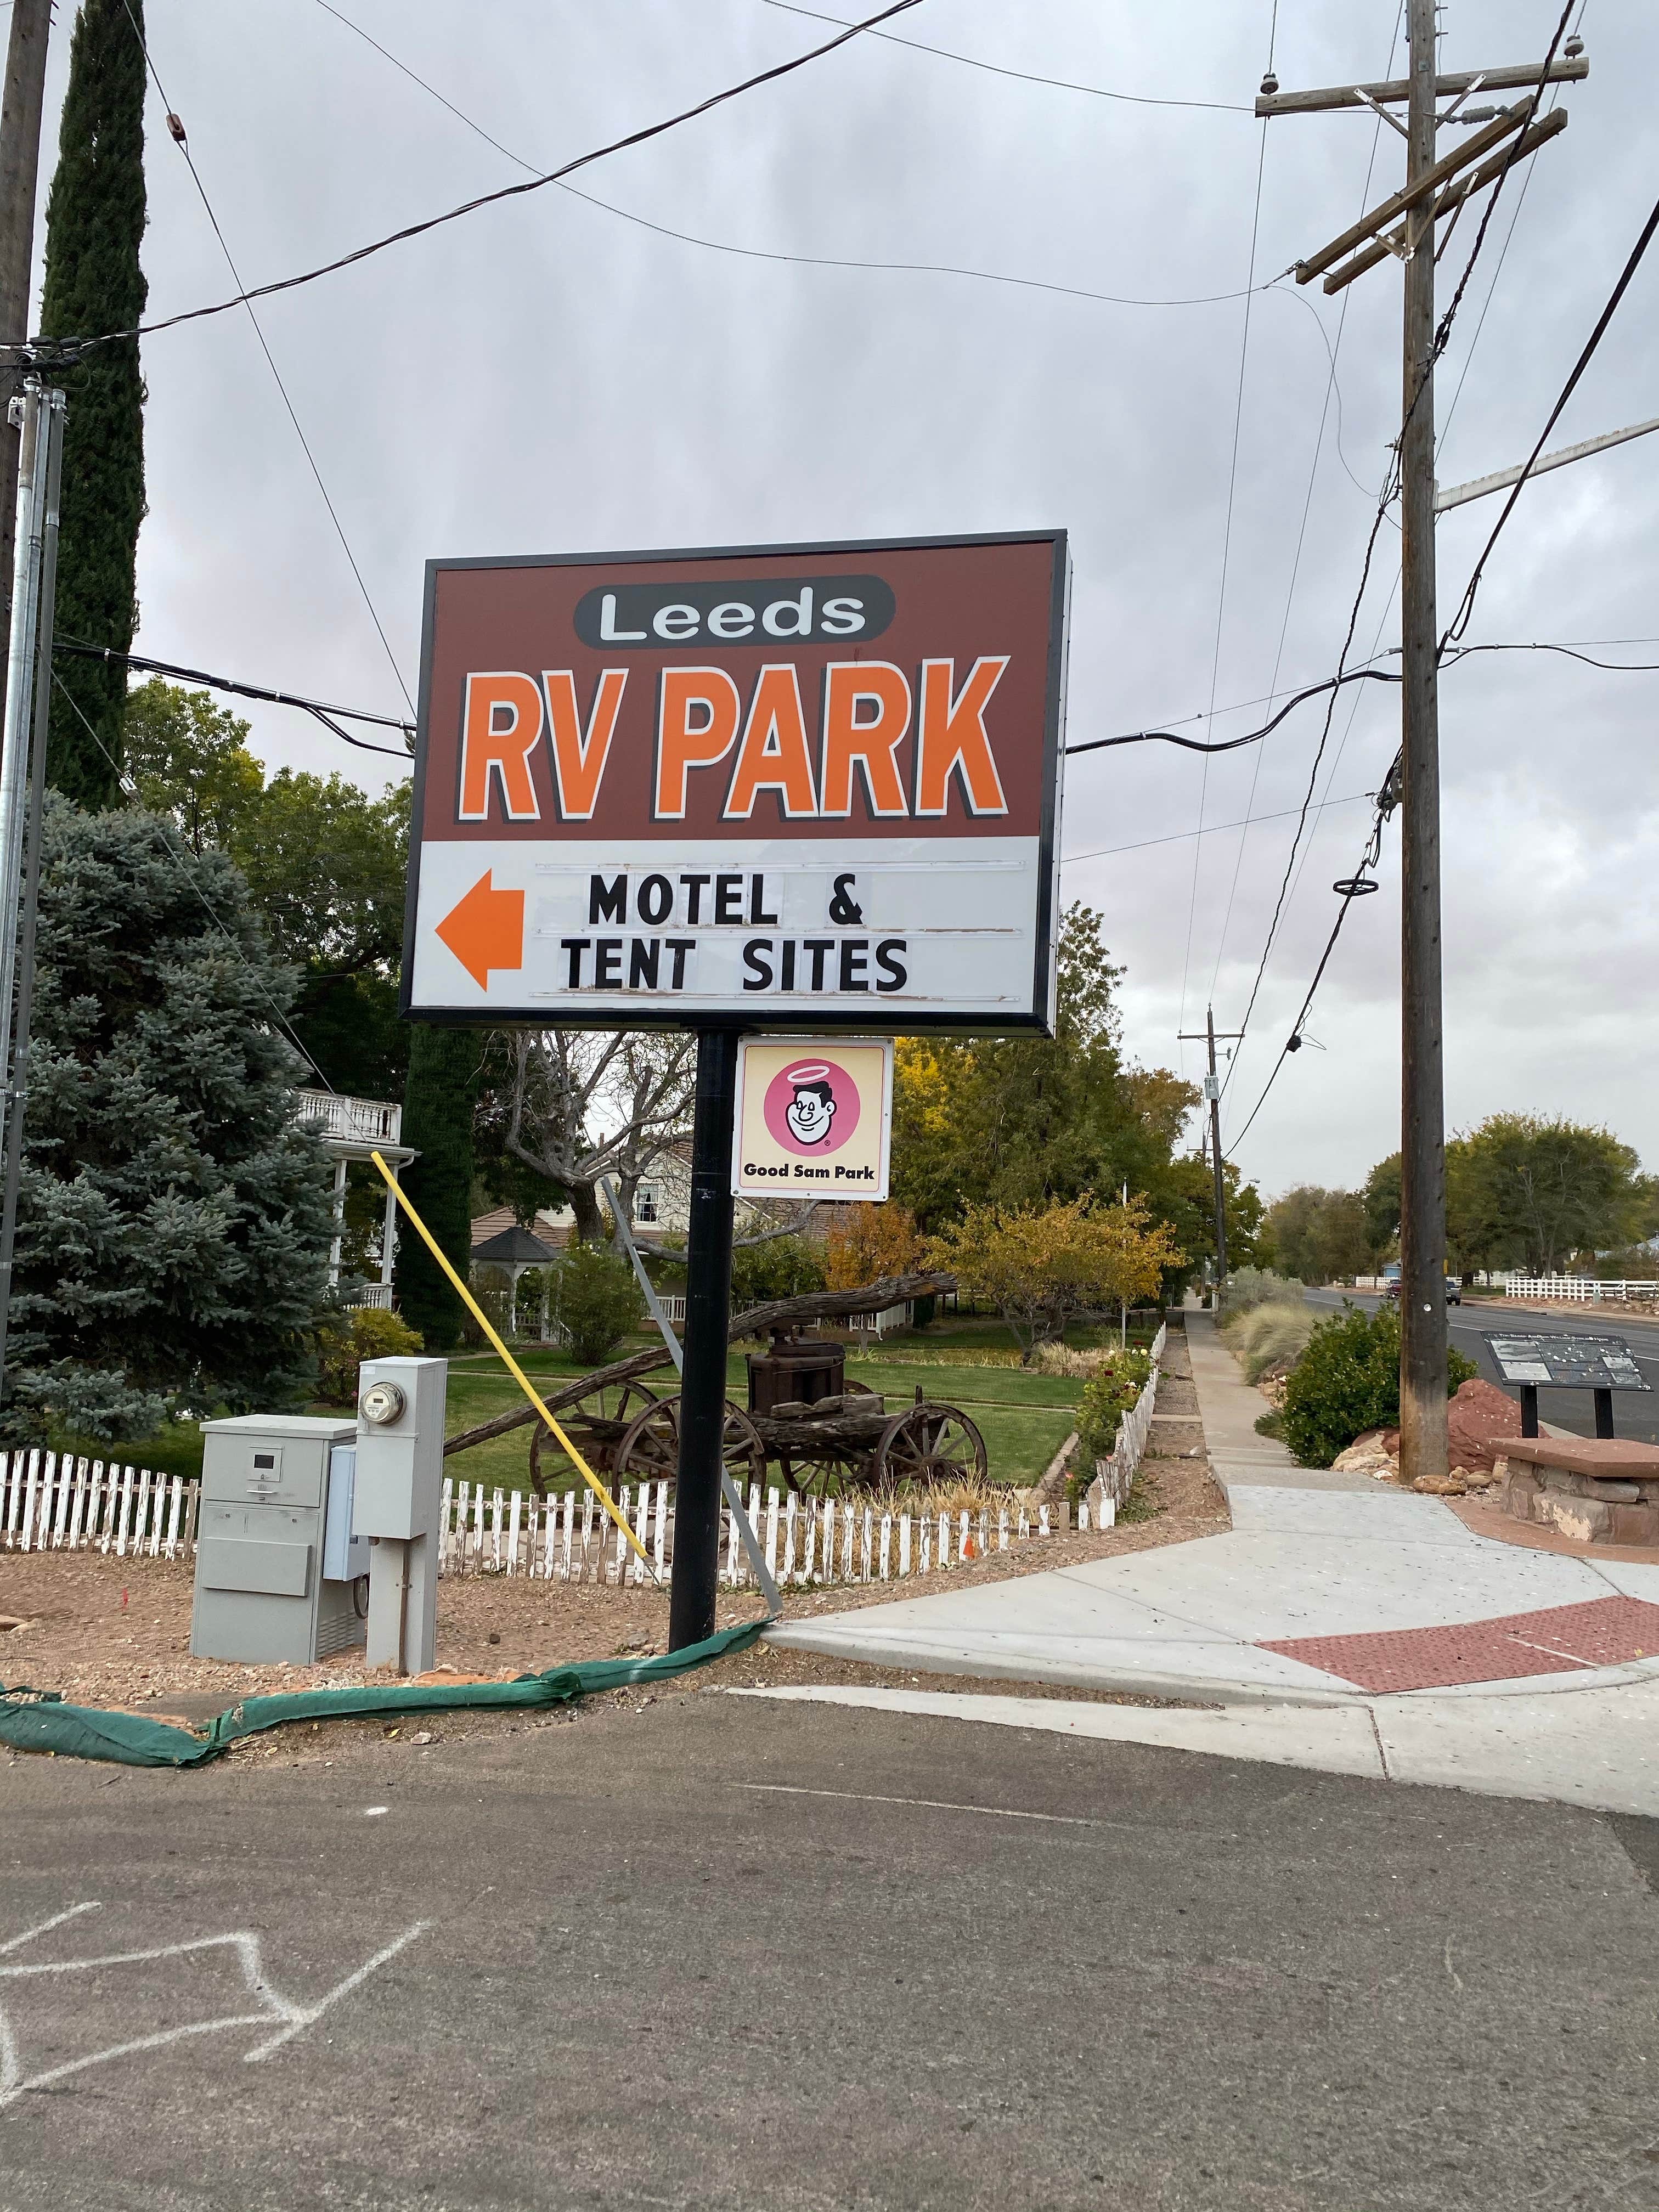 Leeds
RV PARK
MOTEL &
TENT SITES
®
Good Sam Park